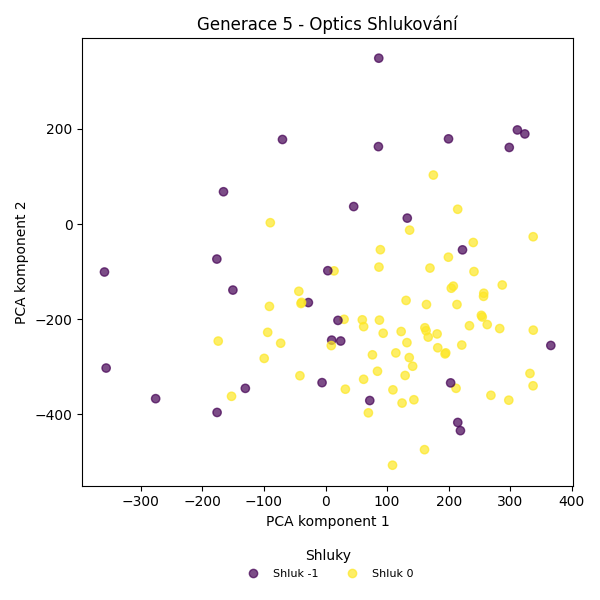 Generace 5 - Optics Shlukování
PCA komponent 2
200
0
−200
−400
−300
−200
−100
0
100
200
300
400
PCA komponent 1
Shluky
Shluk -1
Shluk 0